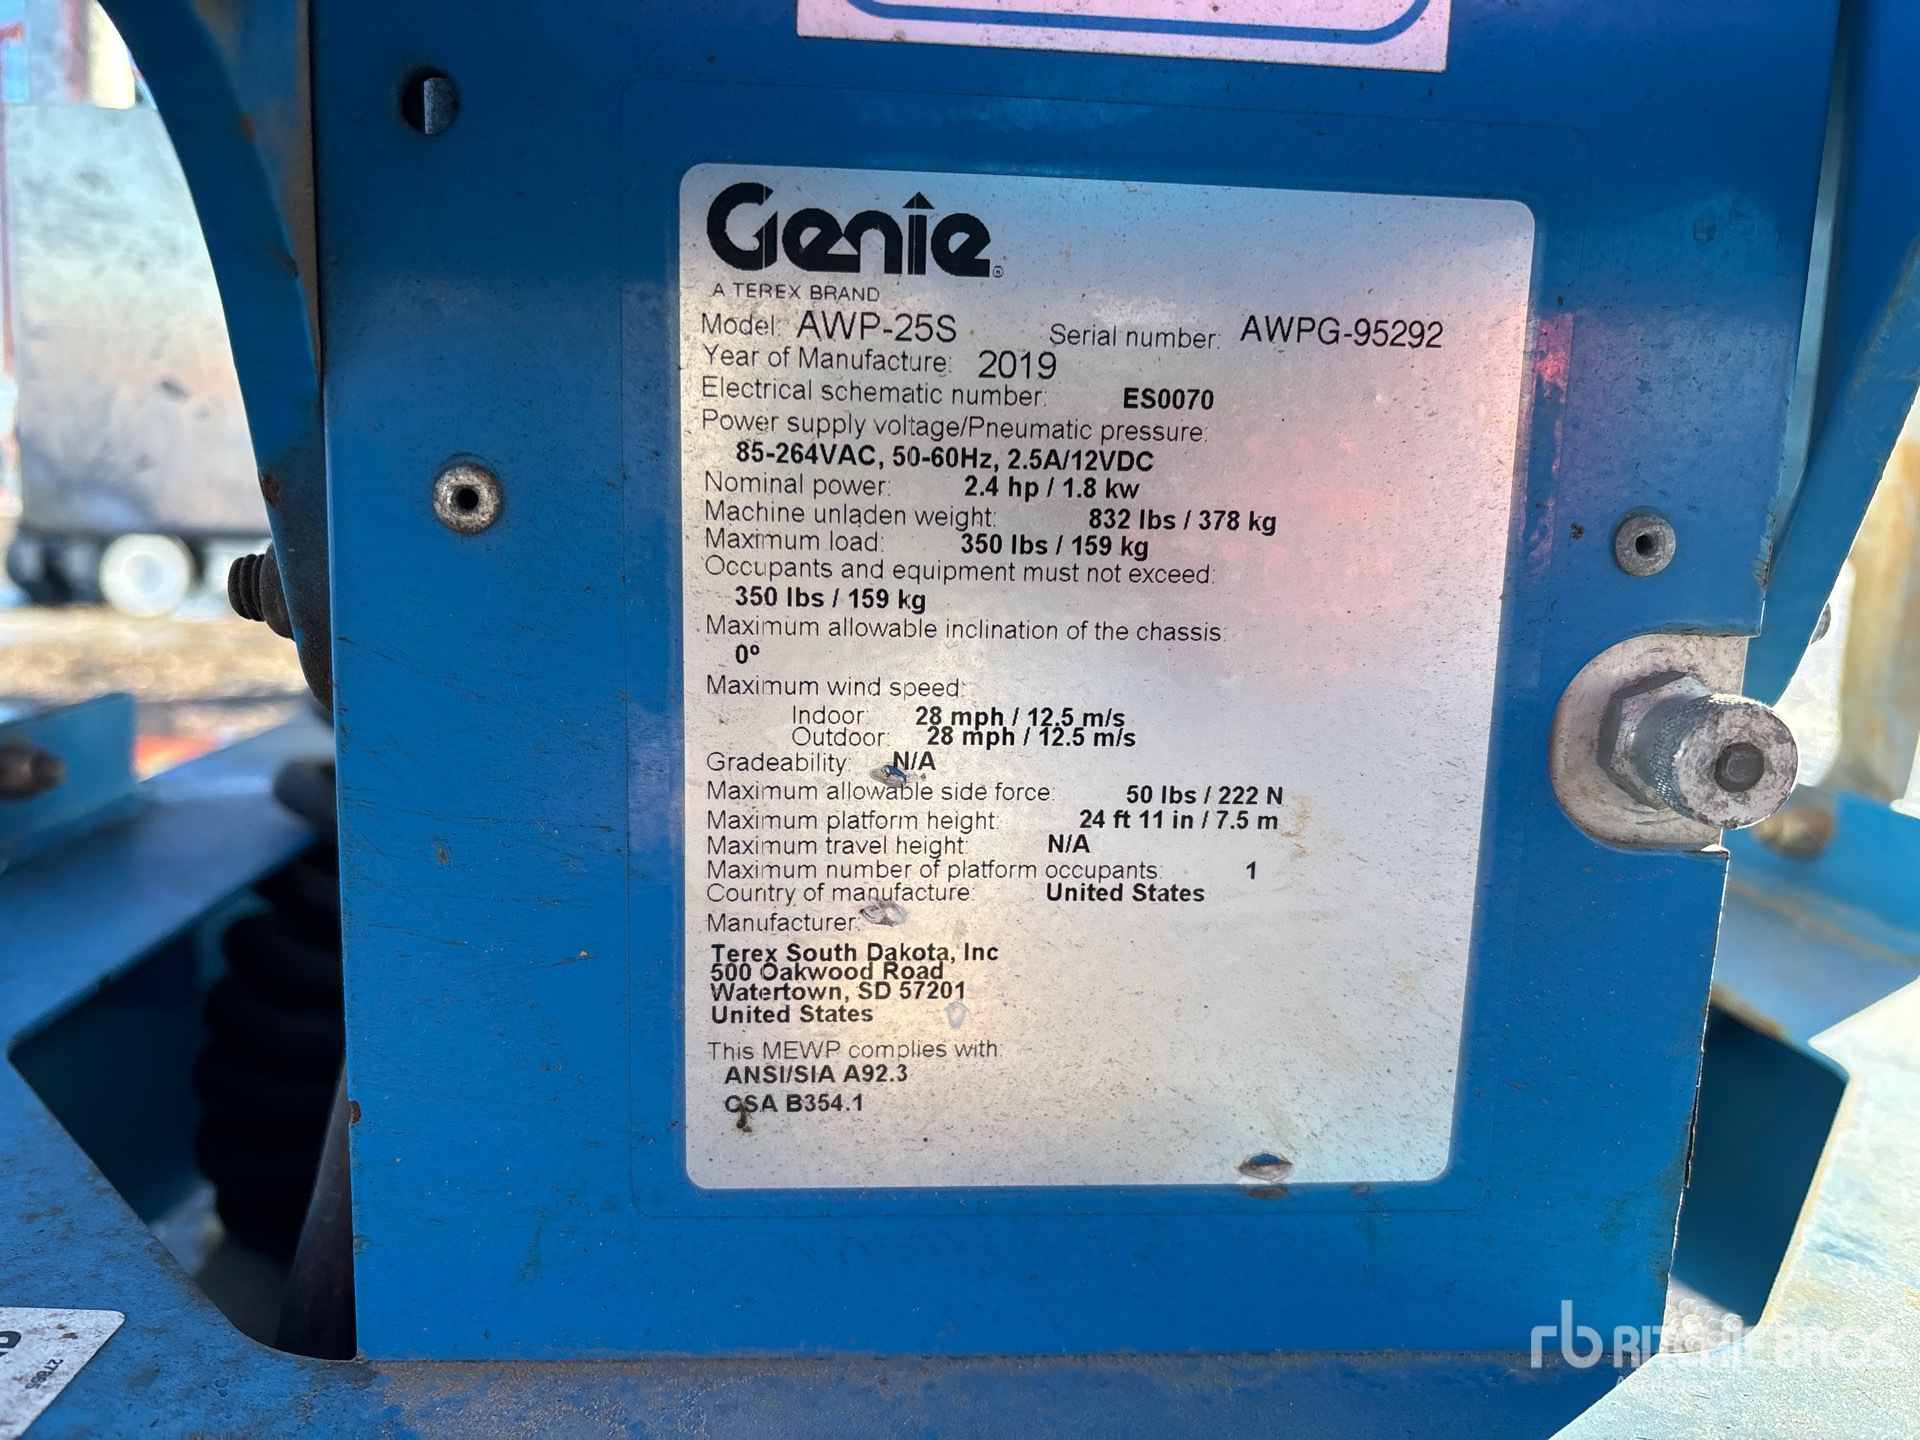 Genie®
A TEREX BRAND
Model: AWP-25S Serial number: AWPG-95292
Year of Manufacture: 2019
Electrical schematic number: ES0070
Power supply voltage/Pneumatic pressure:
85-264VAC, 50-60Hz, 2.5A/12VDC
Nominal power: 2.4 hp / 1.8 kw
Machine unladen weight: 832 lbs / 378 kg
Maximum load: 350 lbs / 159 kg
Occupants and equipment must not exceed:
350 lbs / 159 kg
Maximum allowable inclination of the chassis:
0º
Maximum wind speed:
Indoor: 28 mph / 12.5 m/s
Outdoor: 28 mph / 12.5 m/s
Gradeability: N/A
Maximum allowable side force: 50 lbs / 222 N
Maximum platform height: 24 ft 11 in / 7.5 m
Maximum travel height: N/A
Maximum number of platform occupants: 1
Country of manufacture: United States
Manufacturer:
Terex South Dakota, Inc
500 Oakwood Road
Watertown, SD 57201
United States
This MEWP complies with:
ANSI/SIA A92.3
CSA B354.1
rb RITCHIE BROS